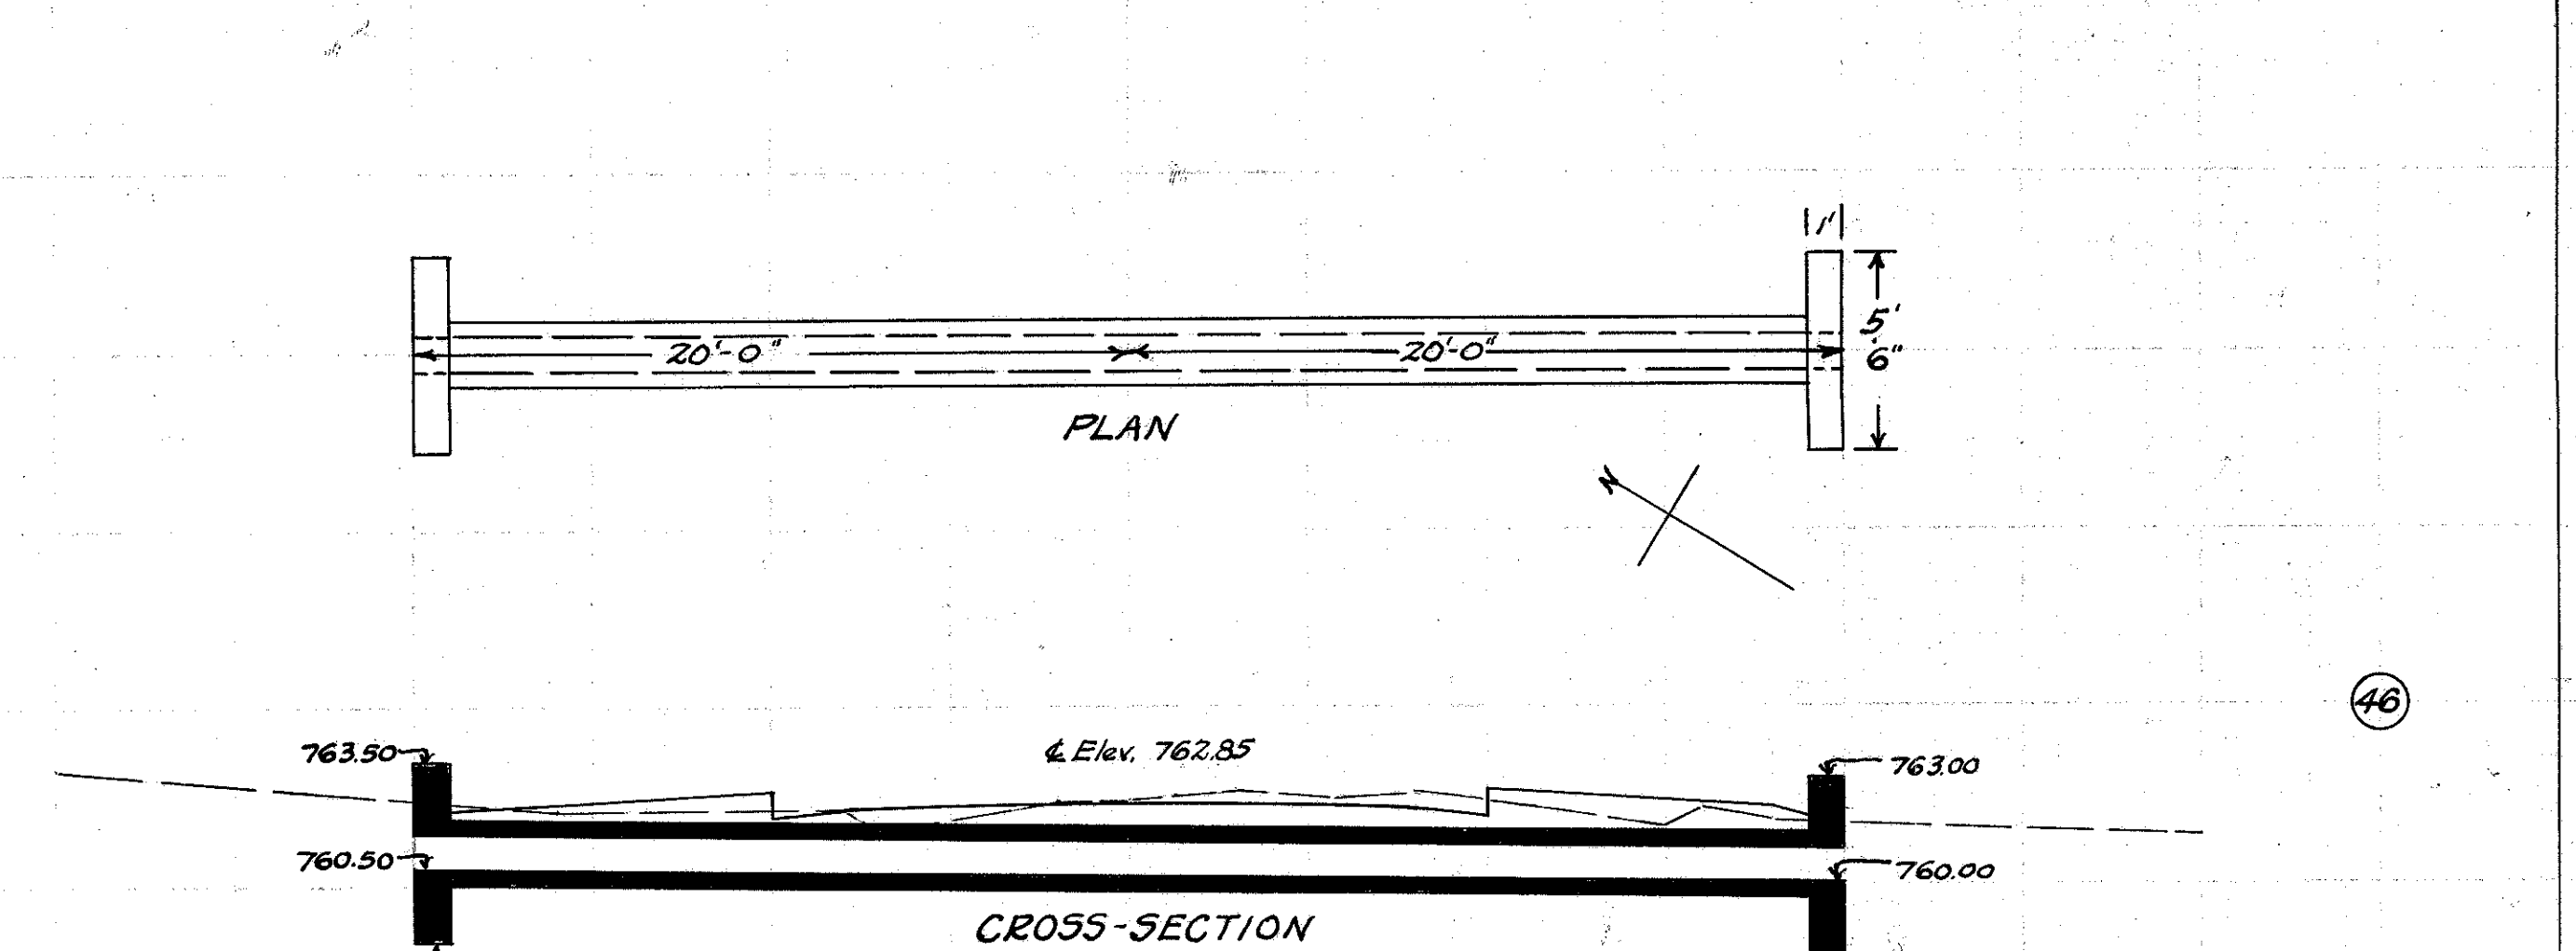 1'
5'
20'-0" 20'-0"
6"
PLAN
N
46
763.50
℄ Elev. 762.85
763.00
760.50
760.00
CROSS-SECTION